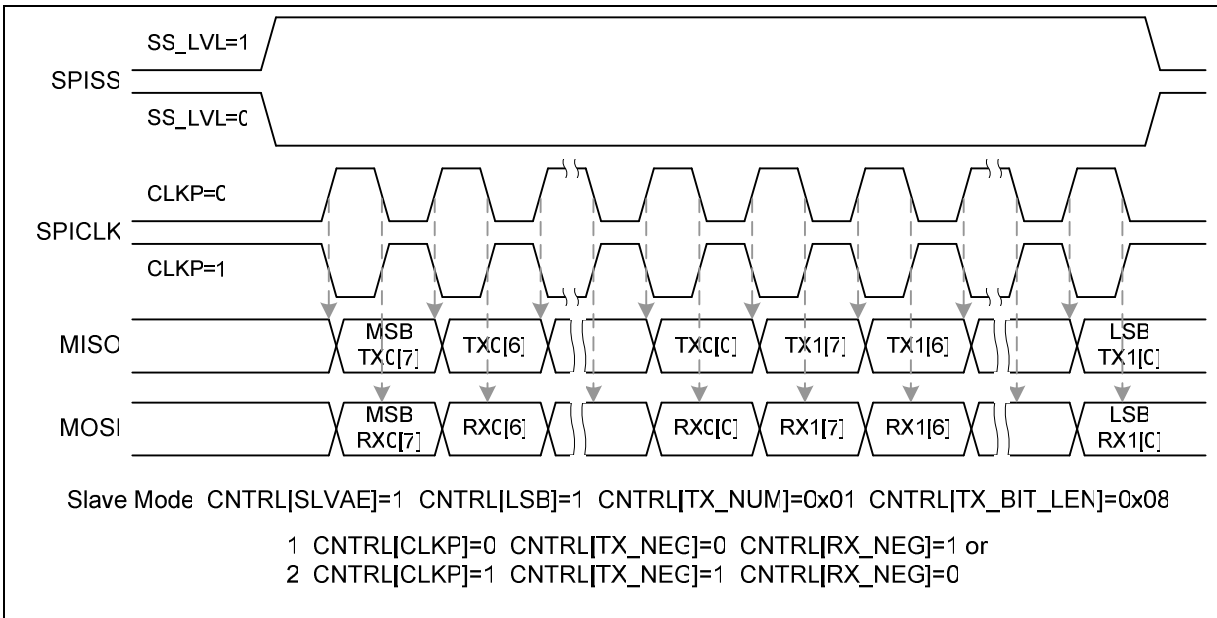 SS_LVL=1
SPISS
SS_LVL=0
CLKP=0
SPICLK
CLKP=1
MISO
MSB
TX0[7]
TX0[6]
TX0[0]
TX1[7]
TX1[6]
LSB
TX1[0]
MOSI
MSB
RX0[7]
RX0[6]
RX0[0]
RX1[7]
RX1[6]
LSB
RX1[0]
Slave Mode CNTRL[SLVAE]=1 CNTRL[LSB]=1 CNTRL[TX_NUM]=0x01 CNTRL[TX_BIT_LEN]=0x08
1 CNTRL[CLKP]=0 CNTRL[TX_NEG]=0 CNTRL[RX_NEG]=1 or
2 CNTRL[CLKP]=1 CNTRL[TX_NEG]=1 CNTRL[RX_NEG]=0